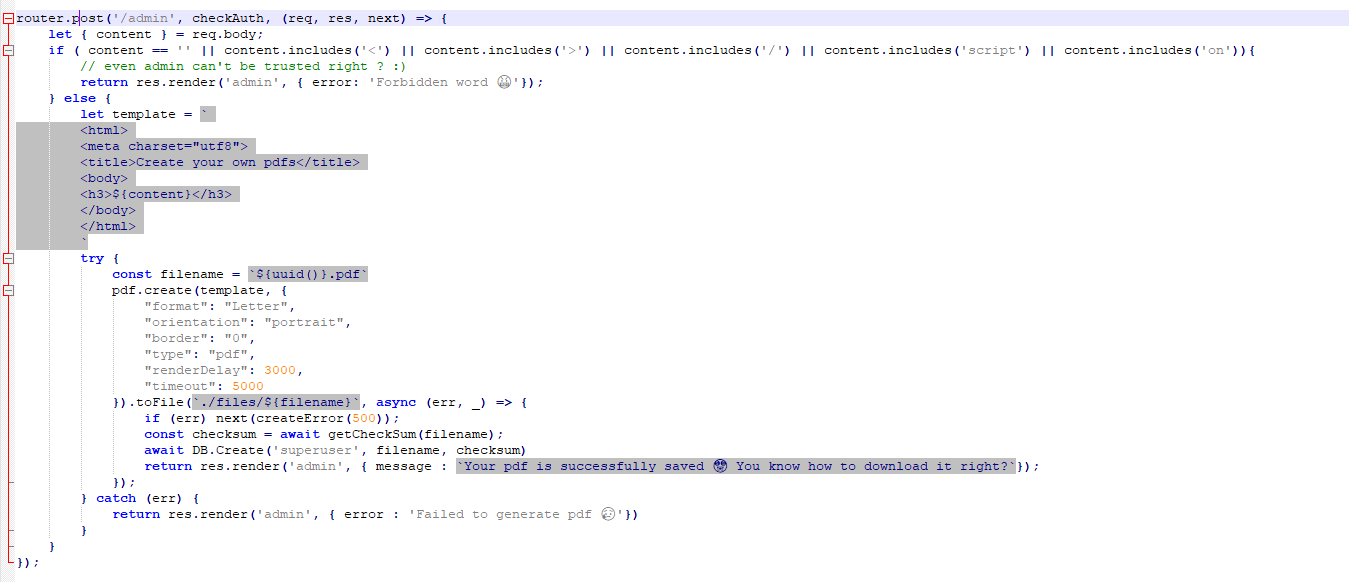 router.post('/admin', checkAuth, (req, res, next) => {
let { content } = req.body;
if ( content == '' || content.includes('<') || content.includes('>') || content.includes('/') || content.includes('script') || content.includes('on')){
// even admin can't be trusted right ? :)
return res.render('admin', { error: 'Forbidden word 😬'});
} else {
let template = `
<html>
<meta charset="utf8">
<title>Create your own pdfs</title>
<body>
<h3>${content}</h3>
</body>
</html>
`
try {
const filename = `${uuid()}.pdf`
pdf.create(template, {
"format": "Letter",
"orientation": "portrait",
"border": "0",
"type": "pdf",
"renderDelay": 3000,
"timeout": 5000
}).toFile(`./files/${filename}`, async (err, _) => {
if (err) next(createError(500));
const checksum = await getCheckSum(filename);
await DB.Create('superuser', filename, checksum)
return res.render('admin', { message : `Your pdf is successfully saved 😎 You know how to download it right?`});
});
} catch (err) {
return res.render('admin', { error : 'Failed to generate pdf 😥'})
}
}
});